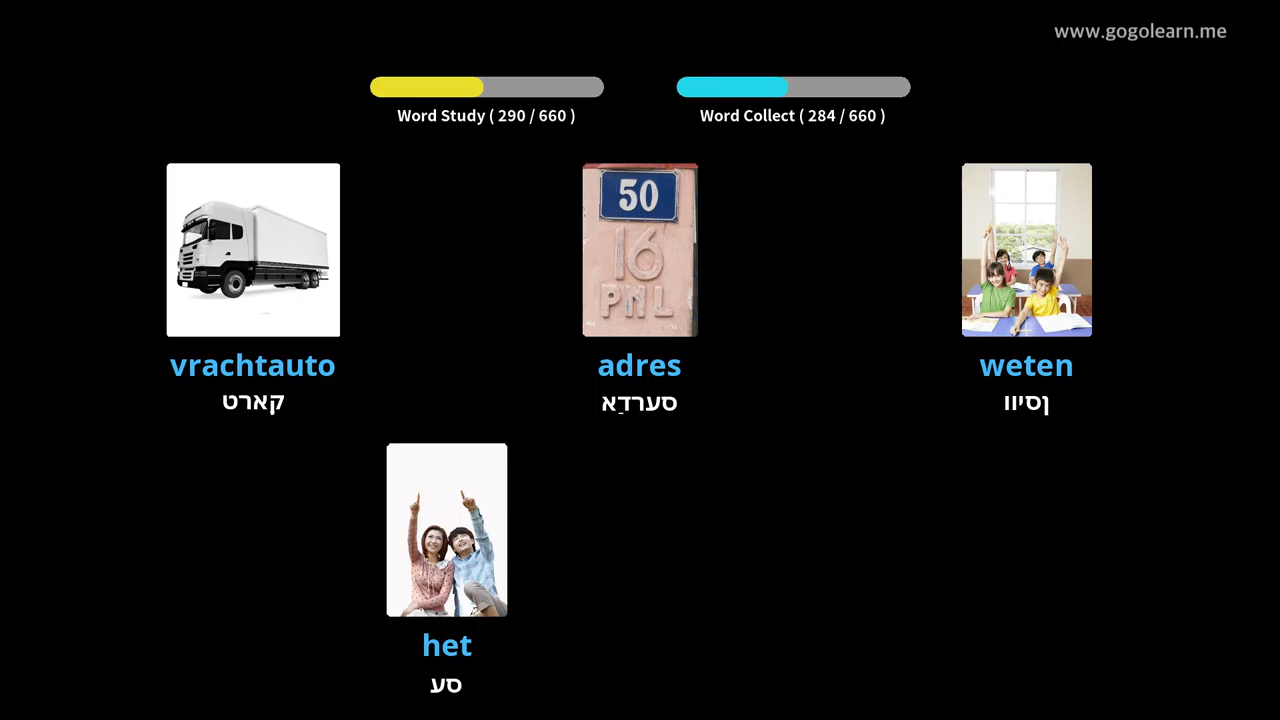 www.gogolearn.me
Word Study ( 290 / 660 )
Word Collect ( 284 / 660 )
50
16
PNL
vrachtauto
קָארט
adres
סערדַא
weten
ןסיוו
het
סע